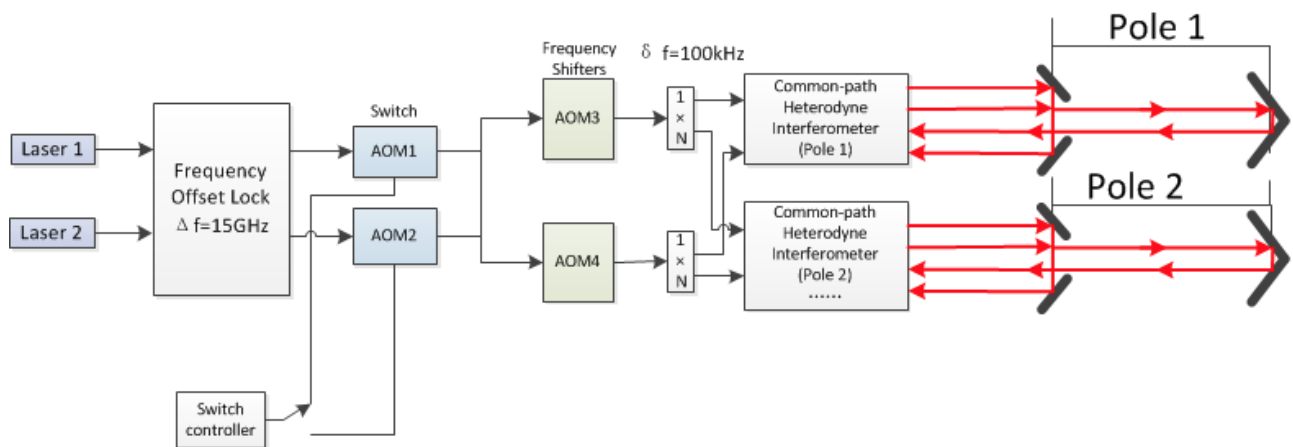 Pole 1
Frequency
Shifters
δ f=100kHz
Switch
Laser 1
Laser 2
Frequency
Offset Lock
Δ f=15GHz
AOM1
AOM2
AOM3
AOM4
1
×
N
1
×
N
Common-path
Heterodyne
Interferometer
(Pole 1)
Pole 2
Common-path
Heterodyne
Interferometer
(Pole 2)
......
Switch
controller